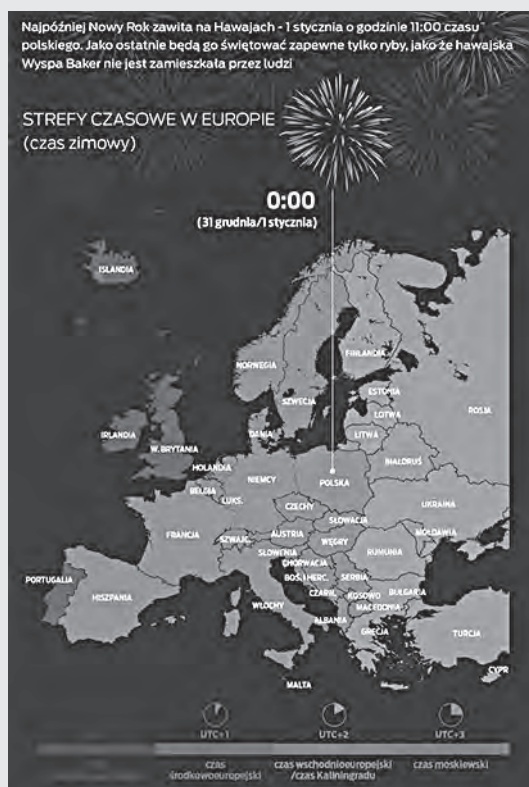 Najpóźniej Nowy Rok zawita na Hawajach - 1 stycznia o godzinie 11:00 czasu
polskiego. Jako ostatnie będą go świętować zapewne tylko ryby, jako że hawajska
Wyspa Baker nie jest zamieszkała przez ludzi
STREFY CZASOWE W EUROPIE
(czas zimowy)
0:00
(31 grudnia/1 stycznia)
ISLANDIA
NORWEGIA
FINLANDIA
SZWECJA
ESTONIA
ŁOTWA
ROSJA
IRLANDIA
W. BRYTANIA
DANIA
LITWA
BIAŁORUŚ
HOLANDIA
NIEMCY
POLSKA
BELGIA
LUKS.
CZECHY
UKRAINA
SŁOWACJA
FRANCJA
SZWAJC.
AUSTRIA
WĘGRY
MOŁDAWIA
SŁOWENIA
RUMUNIA
CHORWACJA
PORTUGALIA
HISZPANIA
BOŚ. I HERC.
SERBIA
WŁOCHY
CZARN.
KOSOWO
BUŁGARIA
MACEDONIA
ALBANIA
GRECJA
TURCJA
CYPR
MALTA
UTC+1
UTC+2
UTC+3
czas
środkowoeuropejski
czas wschodnioeuropejski
/czas Kaliningradu
czas moskiewski